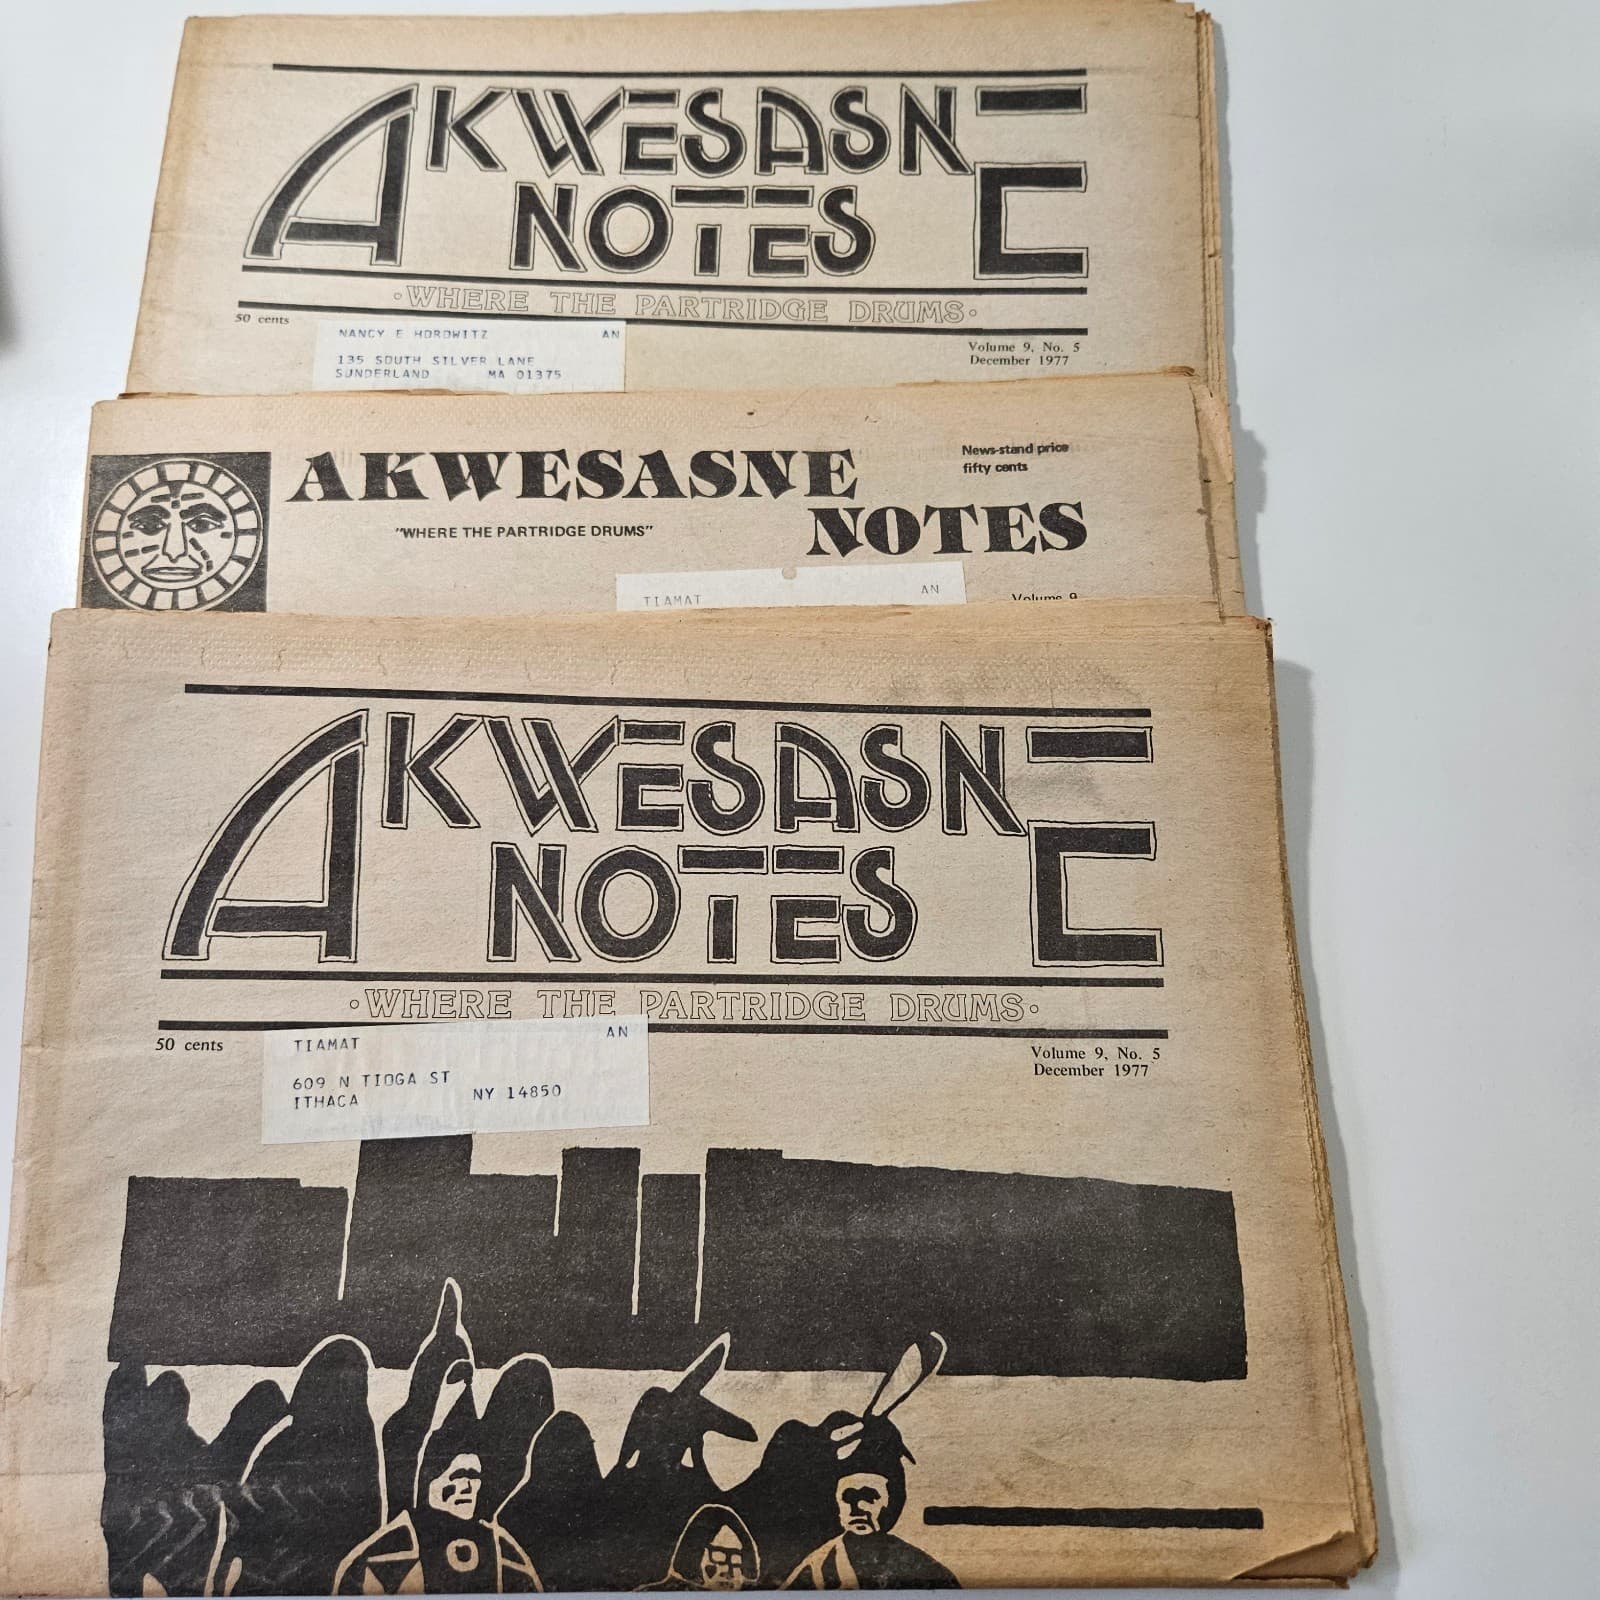 AKWESASNE
NOTES
·WHERE THE PARTRIDGE DRUMS·
50 cents
NANCY E HOROWITZ AN
135 SOUTH SILVER LANE
SUNDERLAND MA 01375
Volume 9, No. 5
December 1977
AKWESASNE
NOTES
"WHERE THE PARTRIDGE DRUMS"
News-stand price
fifty cents
TIAMAT AN
Volume 9
AKWESASNE
NOTES
·WHERE THE PARTRIDGE DRUMS·
50 cents
TIAMAT AN
609 N TIOGA ST
ITHACA NY 14850
Volume 9, No. 5
December 1977